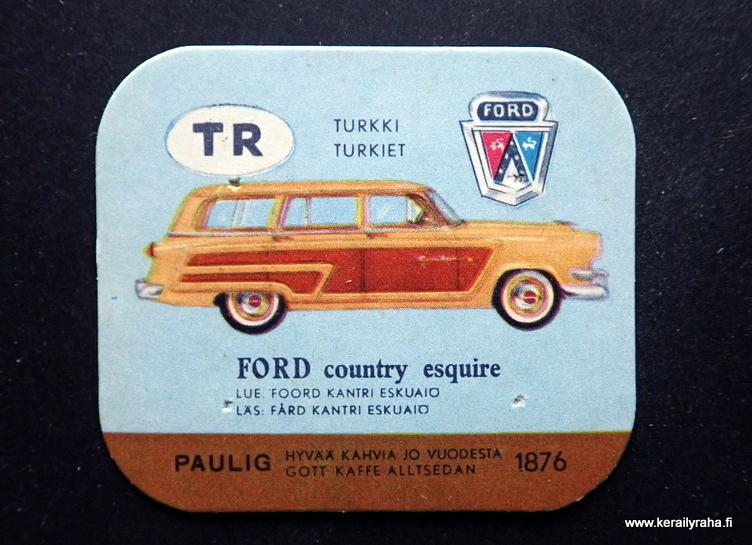 TR
TURKKI
TURKIET
FORD
FORD country esquire
LUE: FOORD KANTRI ESKUAIÖ
LÄS: FÅRD KANTRI ESKUAIÖ
PAULIG
HYVÄÄ KAHVIA JO VUODESTA
GOTT KAFFE ALLTSEDAN
1876
www.kerailyraha.fi